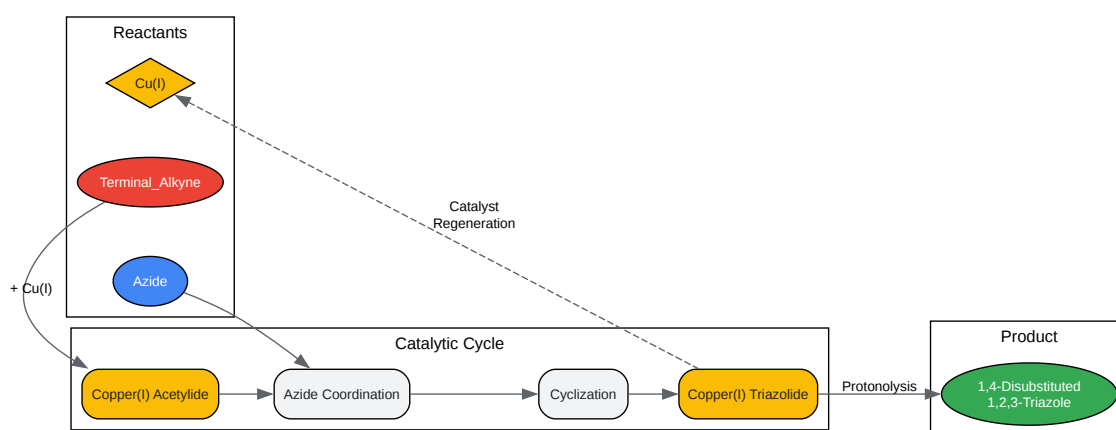 Reactants
Cu(I)
Terminal_Alkyne
Catalyst
Regeneration
Azide
+ Cu(I)
Catalytic Cycle
Product
Copper(I) Acetylide
Azide Coordination
Cyclization
Copper(I) Triazolide
Protonolysis
1,4-Disubstituted
1,2,3-Triazole